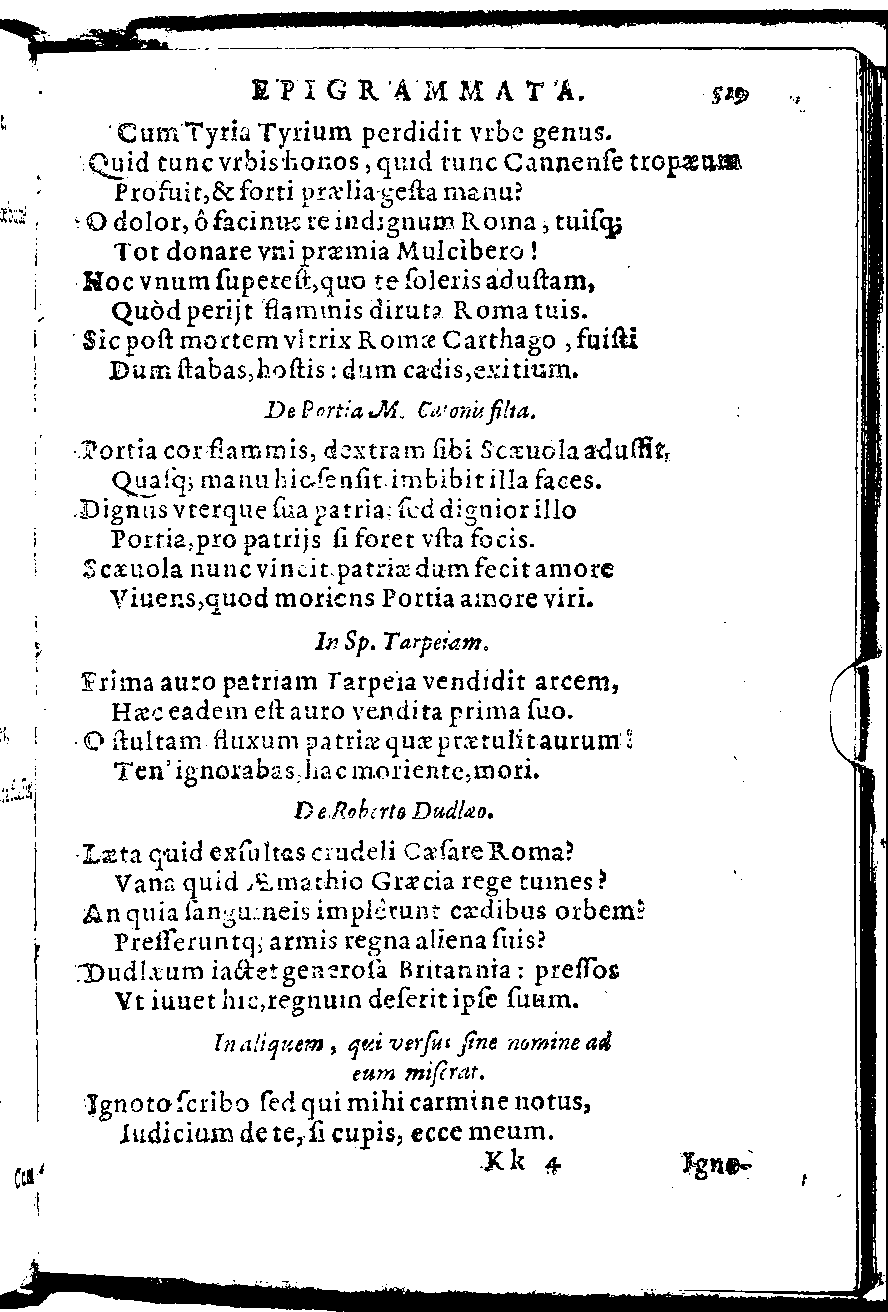 EPIGRAMMATA. 519
Cum Tyria Tyrium perdidit vrbe genus.
Quid tunc vrbis honos, quid tunc Cannenſe tropæum
Profuit, & forti prælia geſta manu?
O dolor, ô facinus te indignum Roma, tuiſq;
Tot donare vni præmia Mulcibero!
Hoc vnum ſupereſt, quo te ſoleris aduſtam,
Quòd perijt flammis diruta Roma tuis.
Sic poſt mortem vltrix Romæ Carthago, fuiſti
Dum ſtabas, hoſtis: dum cadis, exitium.
De Portia M. Catonis filia.
Portia cor flammis, dextram ſibi Scæuola aduſſit,
Quaſq; manu hic ſenſit imbibit illa faces.
Dignus vterque ſua patria: ſed dignior illo
Portia, pro patrijs ſi foret vſta focis.
Scæuola nunc vincit patriæ dum fecit amore
Viuens, quod moriens Portia amore viri.
In Sp. Tarpeiam.
Prima auro patriam Tarpeia vendidit arcem,
Hæc eadem eſt auro vendita prima ſuo.
O ſtultam fluxum patriæ quæ prætulit aurum!
Ten' ignorabas, hac moriente, mori.
De Roberto Dudlæo.
Læta quid exſultas crudeli Cæſare Roma?
Vana quid Æmathio Græcia rege tumes?
An quia ſanguineis implêrunt cædibus orbem?
Preſſeruntq; armis regna aliena ſuis?
Dudlæum iactet generoſa Britannia: preſſos
Vt iuuet hic, regnum deſerit ipſe ſuum.
In aliquem, qui verſus ſine nomine ad
eum miſerat.
Ignoto ſcribo ſed qui mihi carmine notus,
Iudicium de te, ſi cupis, ecce meum.
Kk 4 Igno-